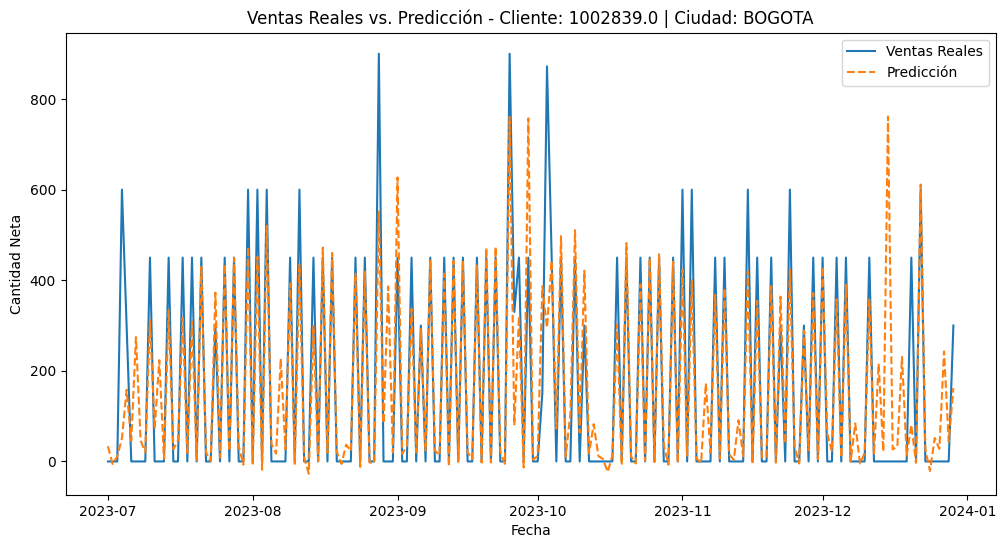 Ventas Reales vs. Predicción - Cliente: 1002839.0 | Ciudad: BOGOTA
Ventas Reales
Predicción
Cantidad Neta
800
600
400
200
0
2023-07
2023-08
2023-09
2023-10
2023-11
2023-12
2024-01
Fecha